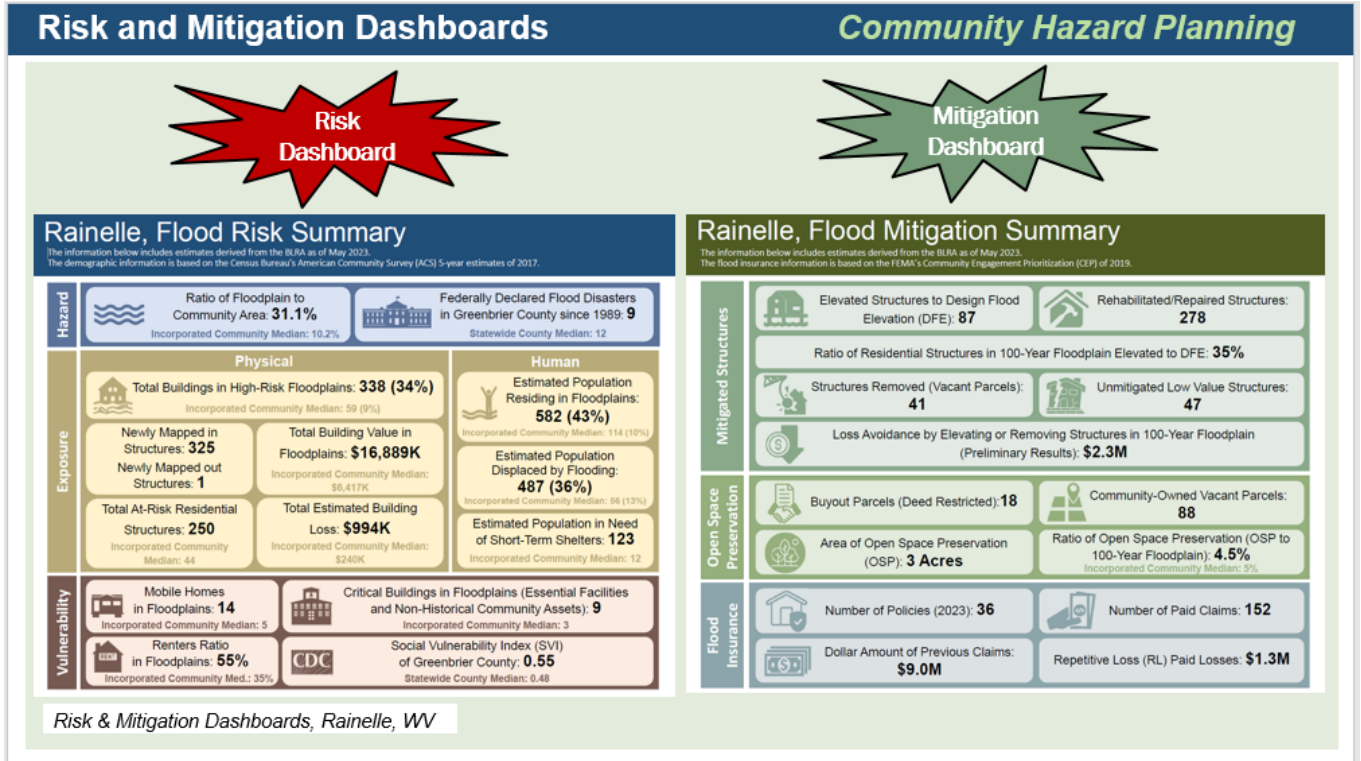 Risk and Mitigation Dashboards
Community Hazard Planning
Risk
Dashboard
Mitigation
Dashboard
Rainelle, Flood Risk Summary
The information below includes estimates derived from the BLRA as of May 2023.
The demographic information is based on the Census Bureau's American Community Survey (ACS) 5-year estimates of 2017.
Hazard
Ratio of Floodplain to
Community Area: 31.1%
Incorporated Community Median: 10.2%
Federally Declared Flood Disasters
in Greenbrier County since 1989: 9
Statewide County Median: 12
Exposure
Physical
Total Buildings in High-Risk Floodplains: 338 (34%)
Incorporated Community Median: 59 (9%)
Newly Mapped in
Structures: 325
Newly Mapped out
Structures: 1
Total Building Value in
Floodplains: $16,889K
Incorporated Community Median:
$6,417K
Total At-Risk Residential
Structures: 250
Incorporated Community
Median: 44
Total Estimated Building
Loss: $994K
Incorporated Community Median:
$240K
Human
Estimated Population
Residing in Floodplains:
582 (43%)
Incorporated Community Median: 114 (10%)
Estimated Population
Displaced by Flooding:
487 (36%)
Incorporated Community Median: 56 (13%)
Estimated Population in Need
of Short-Term Shelters: 123
Incorporated Community Median: 12
Vulnerability
Mobile Homes
in Floodplains: 14
Incorporated Community Median: 5
Critical Buildings in Floodplains (Essential Facilities
and Non-Historical Community Assets): 9
Incorporated Community Median: 3
RENT
Renters Ratio
in Floodplains: 55%
Incorporated Community Med.: 35%
CDC
Social Vulnerability Index (SVI)
of Greenbrier County: 0.55
Statewide County Median: 0.48
Risk & Mitigation Dashboards, Rainelle, WV
Rainelle, Flood Mitigation Summary
The information below includes estimates derived from the BLRA as of May 2023.
The flood insurance information is based on the FEMA's Community Engagement Prioritization (CEP) of 2019.
Mitigated Structures
Elevated Structures to Design Flood
Elevation (DFE): 87
Rehabilitated/Repaired Structures:
278
Ratio of Residential Structures in 100-Year Floodplain Elevated to DFE: 35%
Structures Removed (Vacant Parcels):
41
Unmitigated Low Value Structures:
47
Loss Avoidance by Elevating or Removing Structures in 100-Year Floodplain
(Preliminary Results): $2.3M
Open Space
Preservation
Buyout Parcels (Deed Restricted):18
Community-Owned Vacant Parcels:
88
Area of Open Space Preservation
(OSP): 3 Acres
Ratio of Open Space Preservation (OSP to
100-Year Floodplain): 4.5%
Incorporated Community Median: 5%
Flood
Insurance
Number of Policies (2023): 36
Number of Paid Claims: 152
Dollar Amount of Previous Claims:
$9.0M
Repetitive Loss (RL) Paid Losses: $1.3M